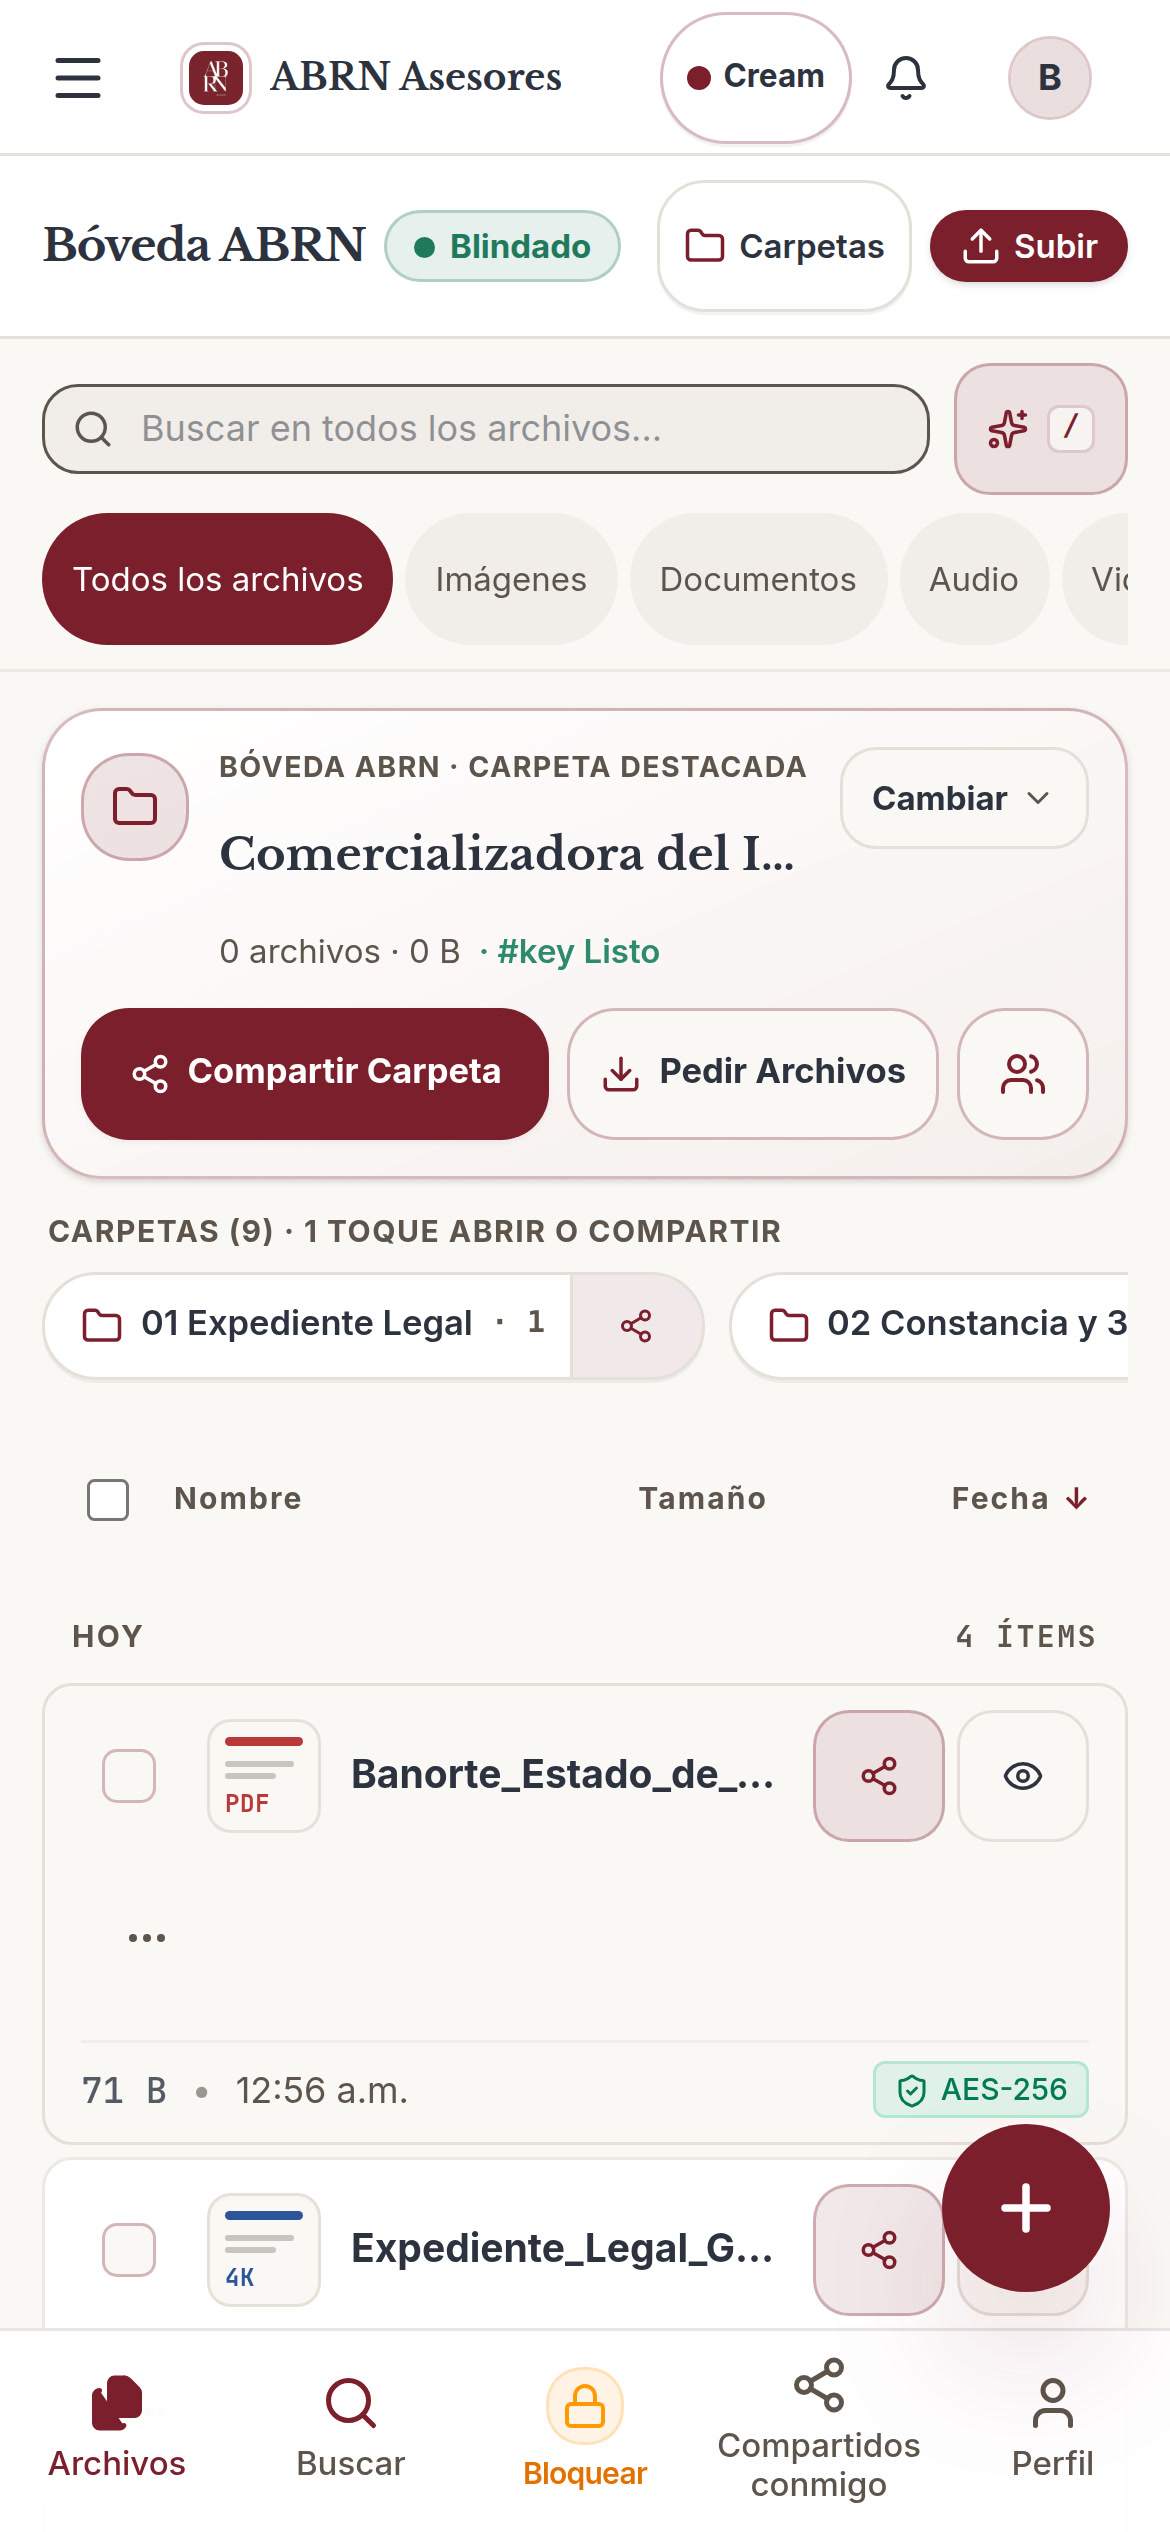 AB
RN
ABRN Asesores
Cream
B
Bóveda ABRN
Blindado
Carpetas
Subir
Buscar en todos los archivos...
/
Todos los archivos
Imágenes
Documentos
Audio
BÓVEDA ABRN · CARPETA DESTACADA
Cambiar
Comercializadora del I...
0 archivos · 0 B · #key Listo
Compartir Carpeta
Pedir Archivos
CARPETAS (9) · 1 TOQUE ABRIR O COMPARTIR
01 Expediente Legal · 1
02 Constancia y 3
Nombre
Tamaño
Fecha ↓
HOY
4 ÍTEMS
PDF
Banorte_Estado_de_...
...
71 B • 12:56 a.m.
AES-256
4K
Expediente_Legal_G...
Archivos
Buscar
Bloquear
Compartidos
conmigo
Perfil